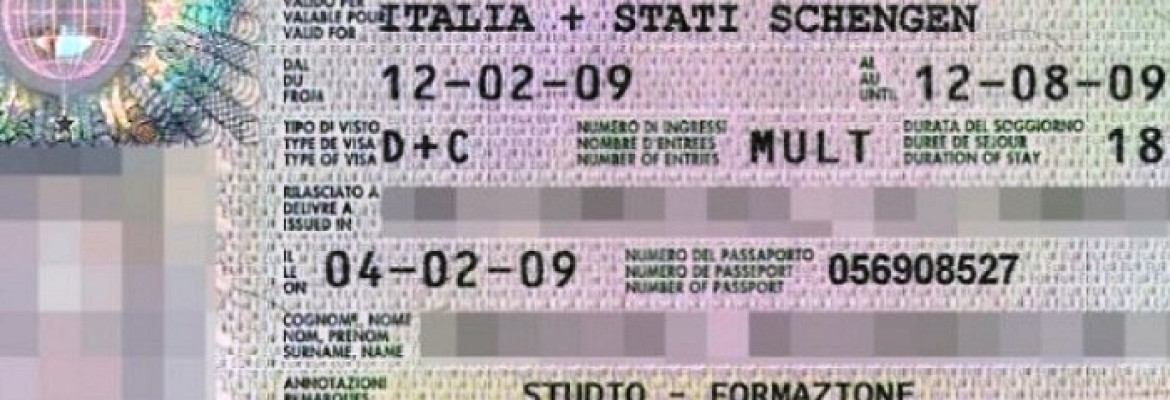 VALIDO PER
VALABLE POUR ITALIA + STATI SCHENGEN
VALID FOR
DAL AL
DU 12-02-09 AU 12-08-09
FROM UNTIL
TIPO DI VISTO NUMERO DI INGRESSI DURATA DEL SOGGIORNO
TYPE DE VISA D+C NOMBRE D'ENTREES MULT DUREE DE SEJOUR 18
TYPE OF VISA NUMBER OF ENTRIES DURATION OF STAY
RILASCIATO A
DELIVRE A
ISSUED IN
IL NUMERO DEL PASSAPORTO
LE 04-02-09 NUMERO DE PASSEPORT 056908527
ON NUMBER OF PASSPORT
COGNOME, NOME
NOM, PRENOM
SURNAME, NAME
ANNOTAZIONI STUDIO - FORMAZIONE
REMARQUES